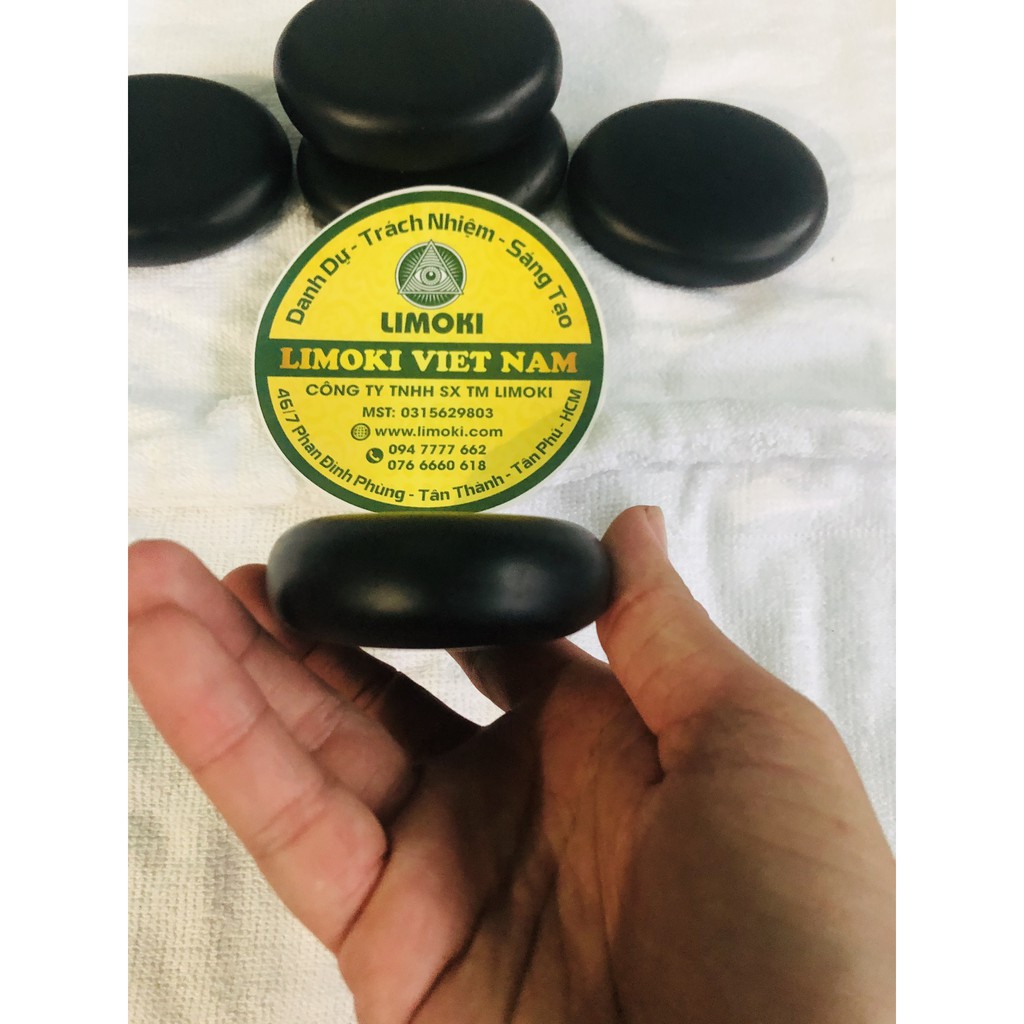 Danh Dự - Trách Nhiệm - Sáng Tạo
LIMOKI
LIMOKI VIET NAM
CÔNG TY TNHH SX TM LIMOKI
MST: 0315629803
www.limoki.com
094 7777 662
076 6660 618
46/7 Phan Đình Phùng - Tân Thành - Tân Phú - HCM